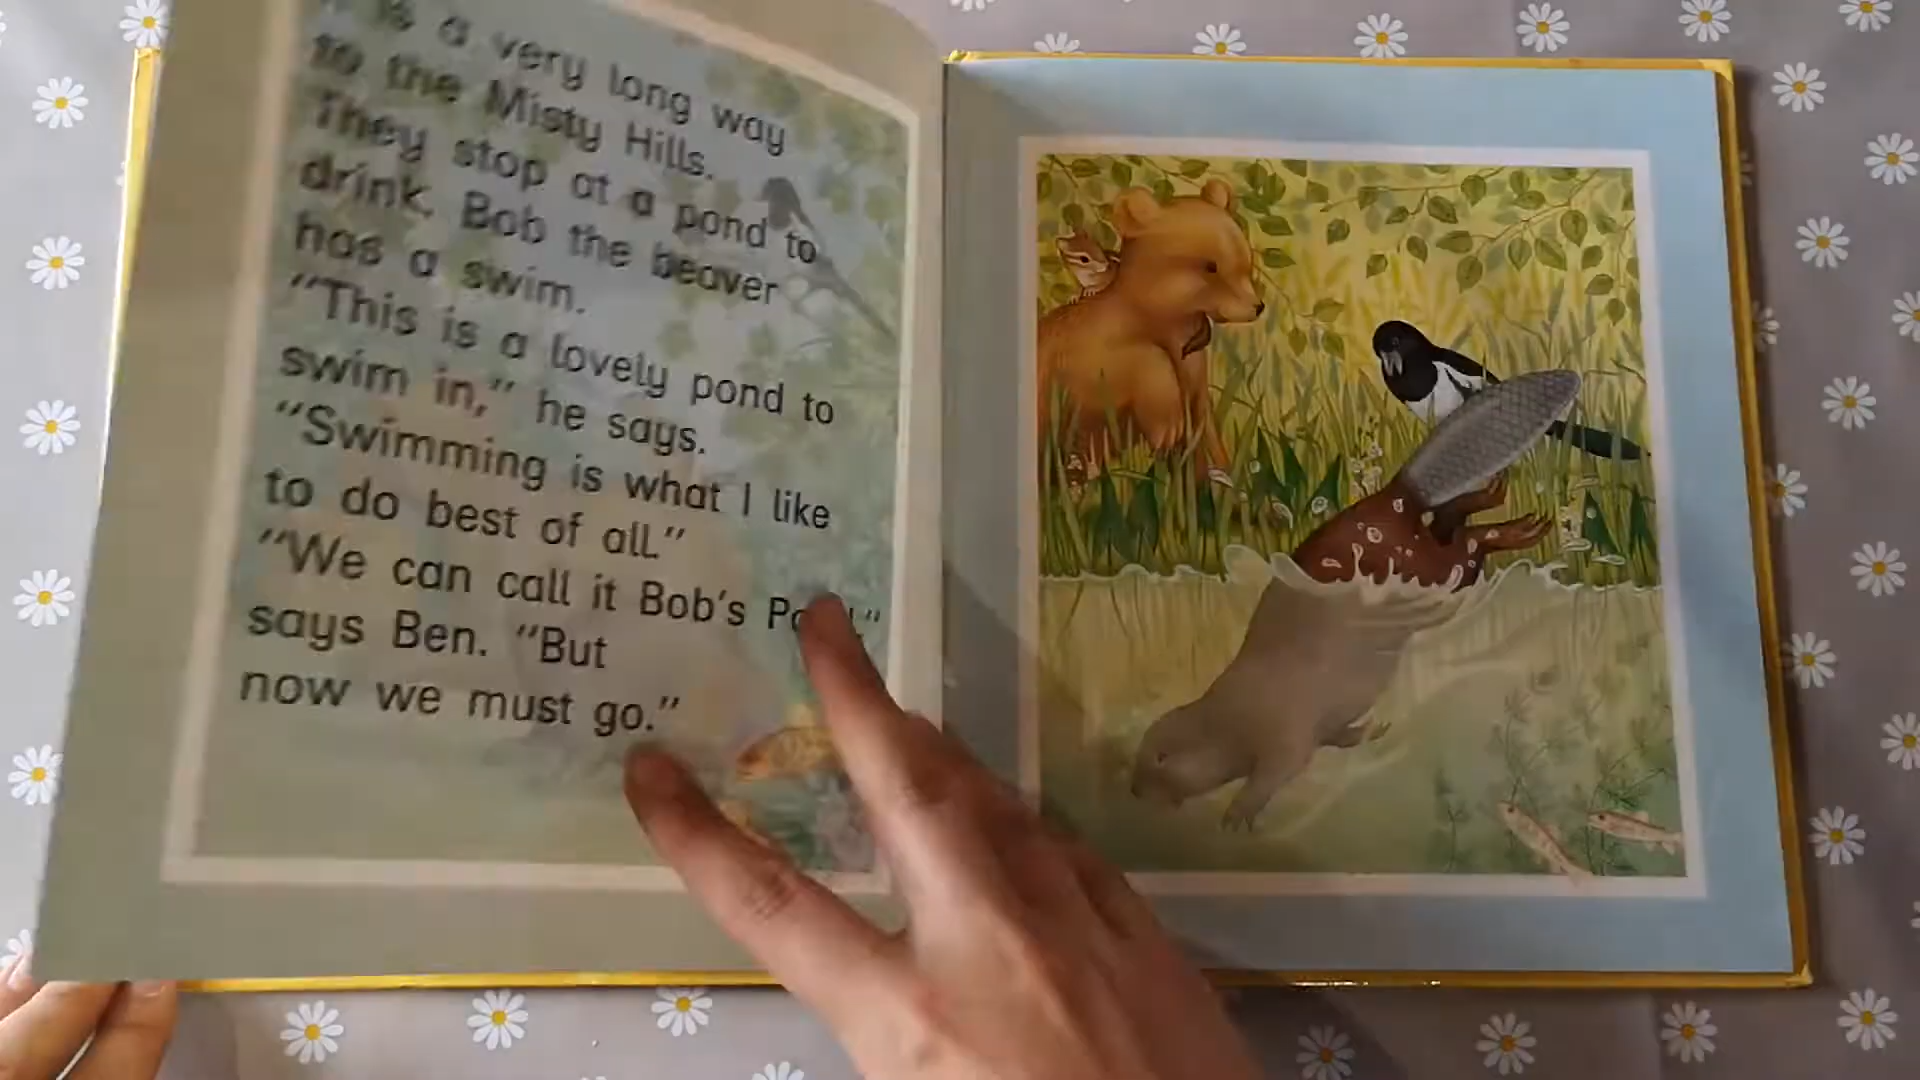 is a very long way
to the Misty Hills.
They stop at a pond to
drink. Bob the beaver
has a swim.
“This is a lovely pond to
swim in,” he says.
“Swimming is what I like
to do best of all.”
“We can call it Bob’s
says Ben. “But
now we must go.”